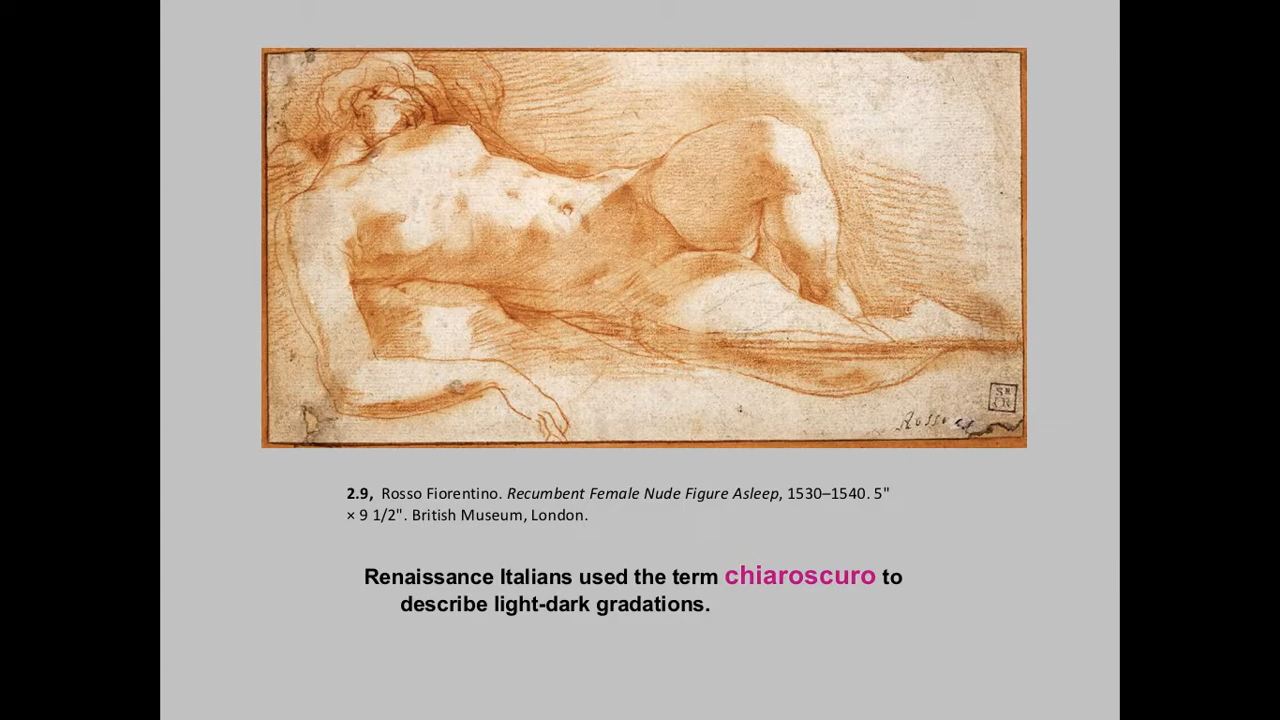 Rosso
2.9, Rosso Fiorentino. Recumbent Female Nude Figure Asleep, 1530–1540. 5"
× 9 1/2". British Museum, London.
Renaissance Italians used the term chiaroscuro to
describe light-dark gradations.